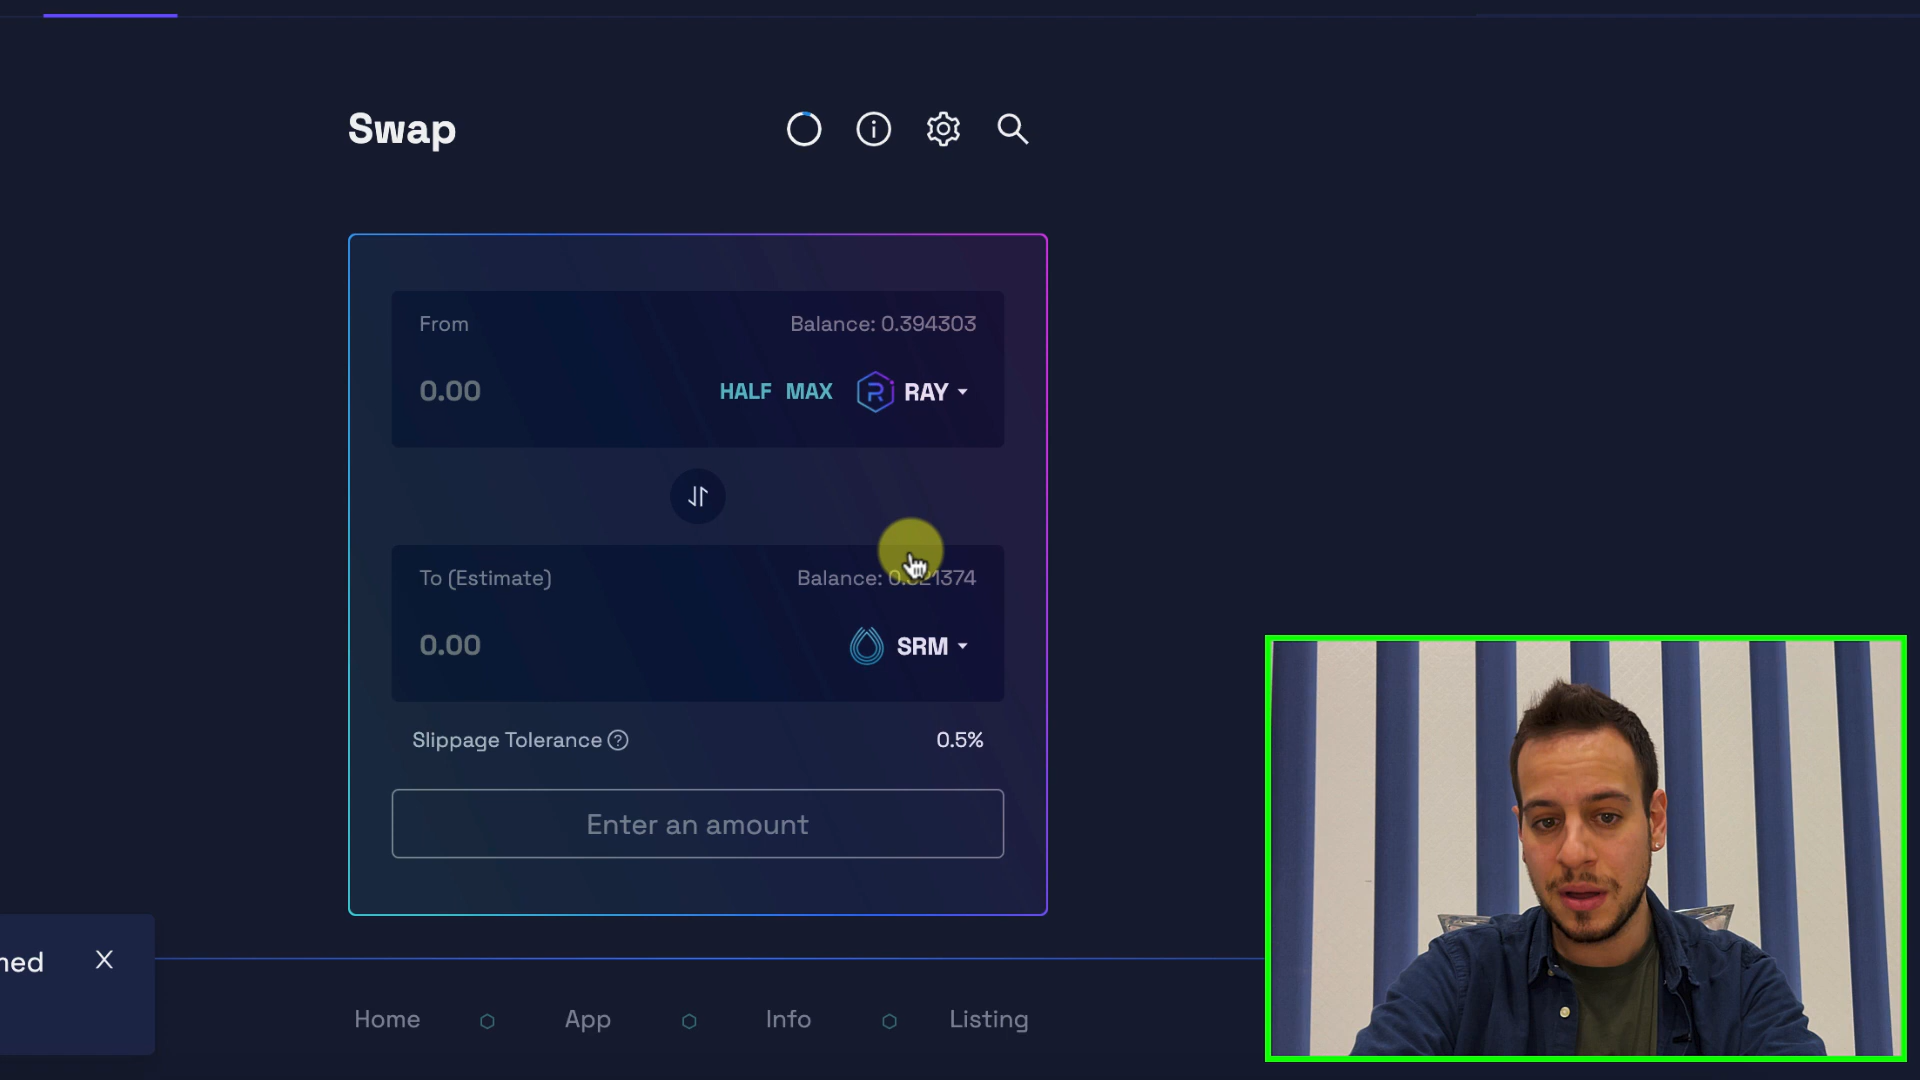 Swap
From
Balance: 0.394303
0.00
HALF MAX RAY
To (Estimate)
Balance:
0.00
SRM
Slippage Tolerance
0.5%
Enter an amount
Home
App
Info
Listing